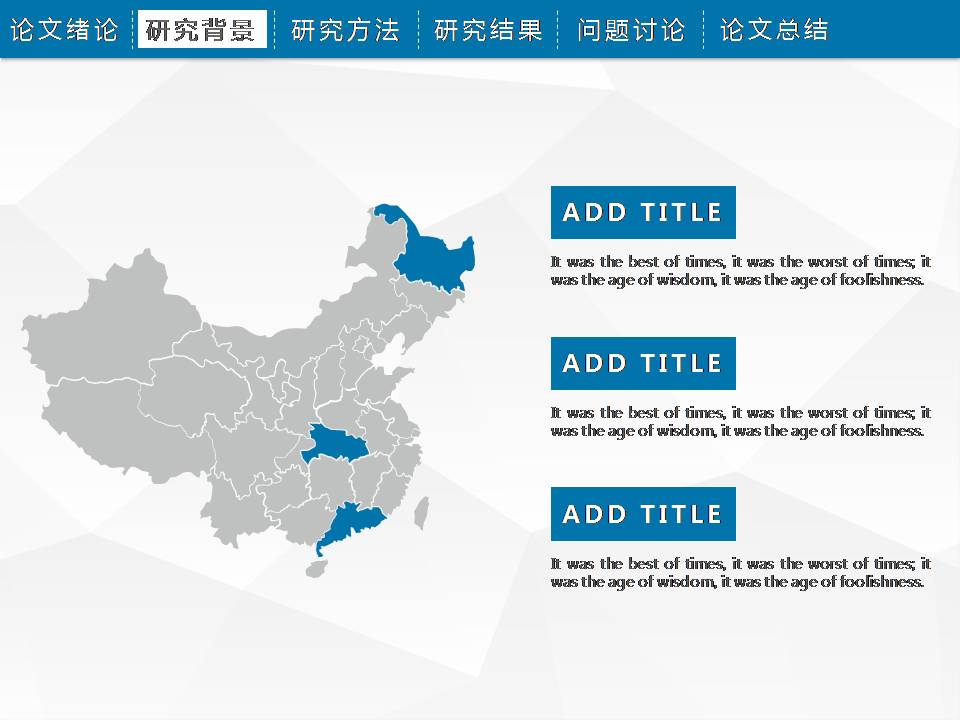 论文绪论 研究背景 研究方法 研究结果 问题讨论 论文总结
ADD TITLE
It was the best of times, it was the worst of times; it
was the age of wisdom, it was the age of foolishness.
ADD TITLE
It was the best of times, it was the worst of times; it
was the age of wisdom, it was the age of foolishness.
ADD TITLE
It was the best of times, it was the worst of times; it
was the age of wisdom, it was the age of foolishness.